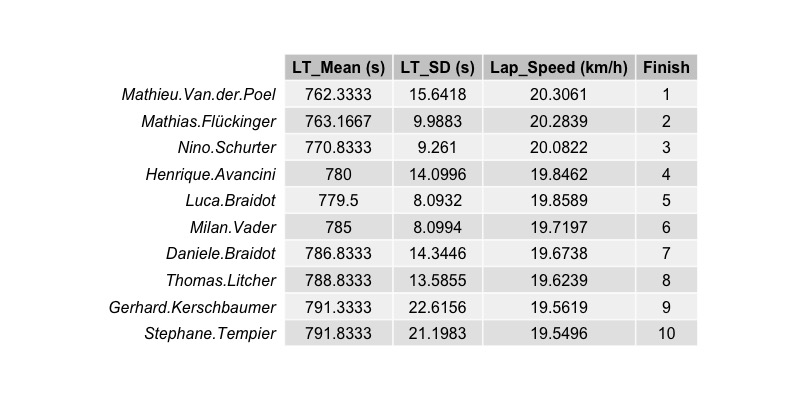 LT_Mean (s) LT_SD (s) Lap_Speed (km/h) Finish
Mathieu.Van.der.Poel 762.3333 15.6418 20.3061 1
Mathias.Flückinger 763.1667 9.9883 20.2839 2
Nino.Schurter 770.8333 9.261 20.0822 3
Henrique.Avancini 780 14.0996 19.8462 4
Luca.Braidot 779.5 8.0932 19.8589 5
Milan.Vader 785 8.0994 19.7197 6
Daniele.Braidot 786.8333 14.3446 19.6738 7
Thomas.Litcher 788.8333 13.5855 19.6239 8
Gerhard.Kerschbaumer 791.3333 22.6156 19.5619 9
Stephane.Tempier 791.8333 21.1983 19.5496 10